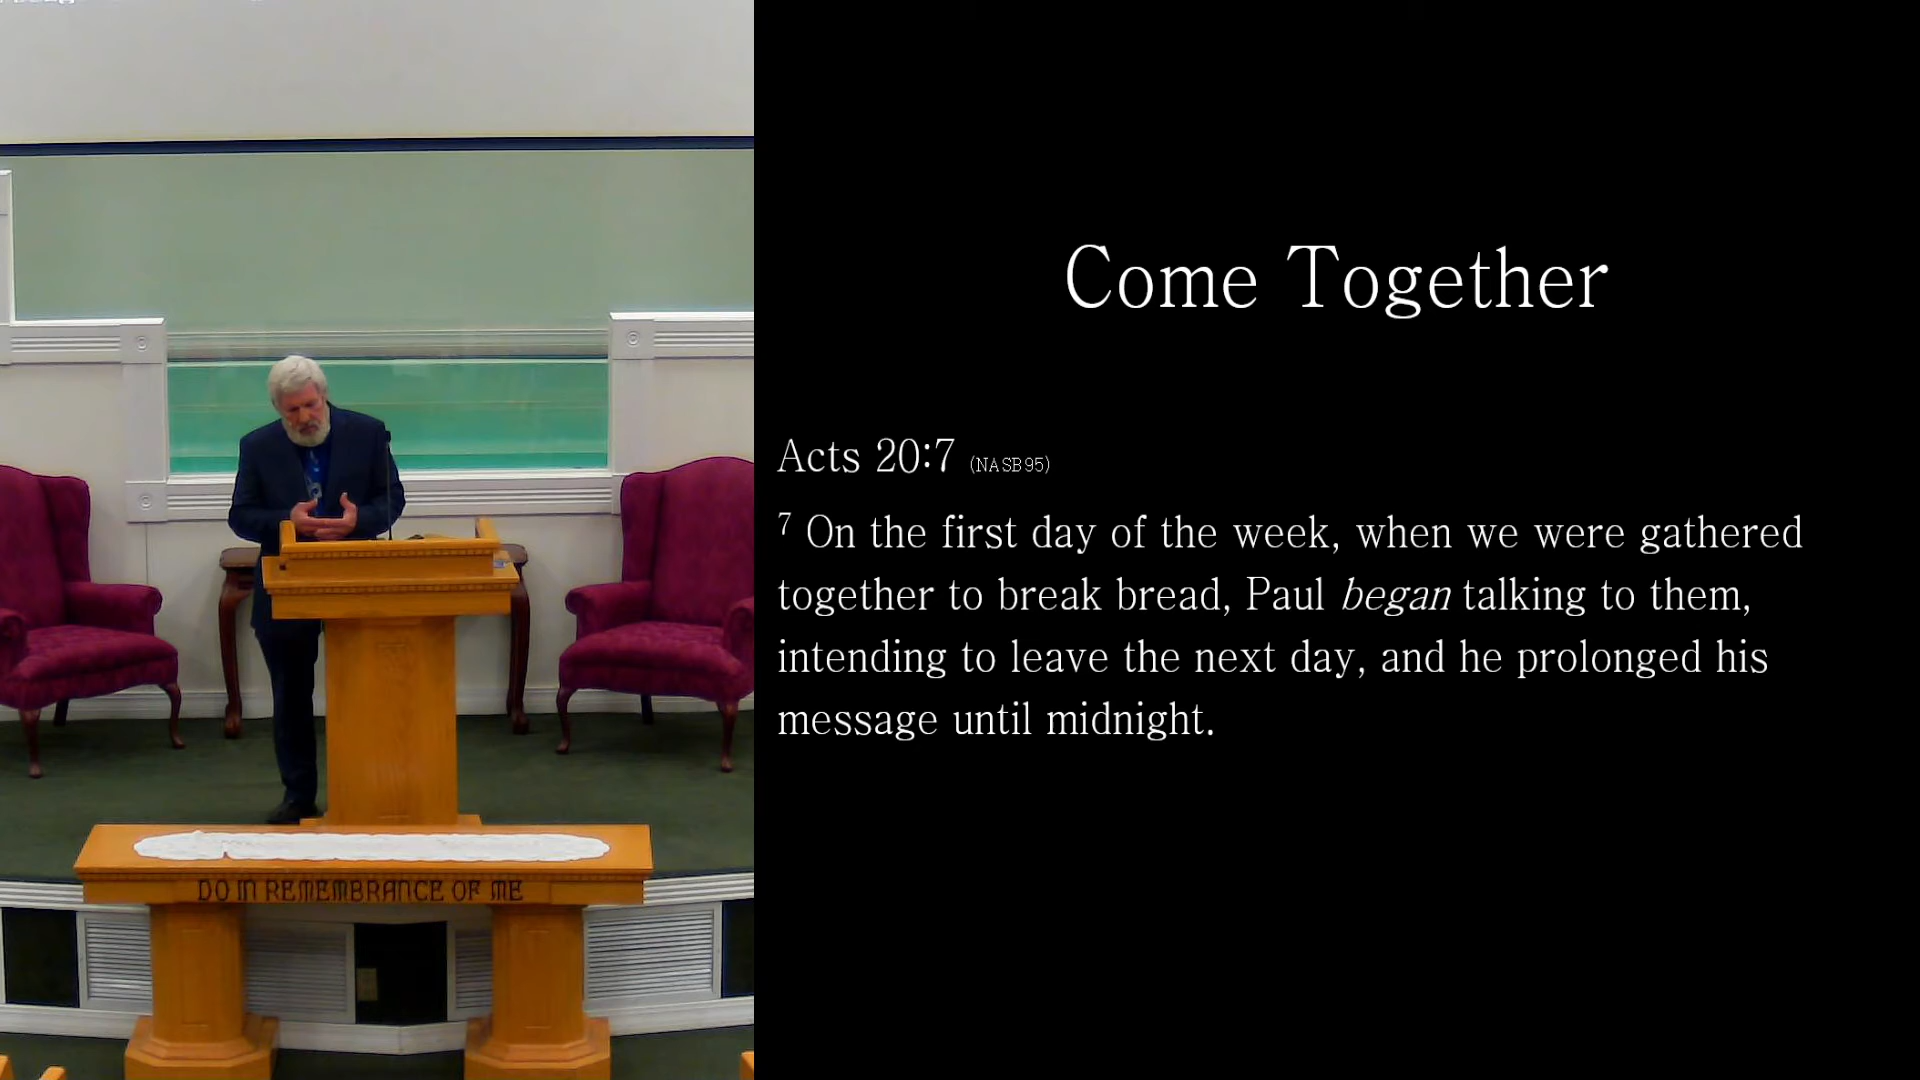 Come Together
Acts 20:7 (NASB95)
7 On the first day of the week, when we were gathered
together to break bread, Paul began talking to them,
intending to leave the next day, and he prolonged his
message until midnight.
DO IN REMEMBRANCE OF ME